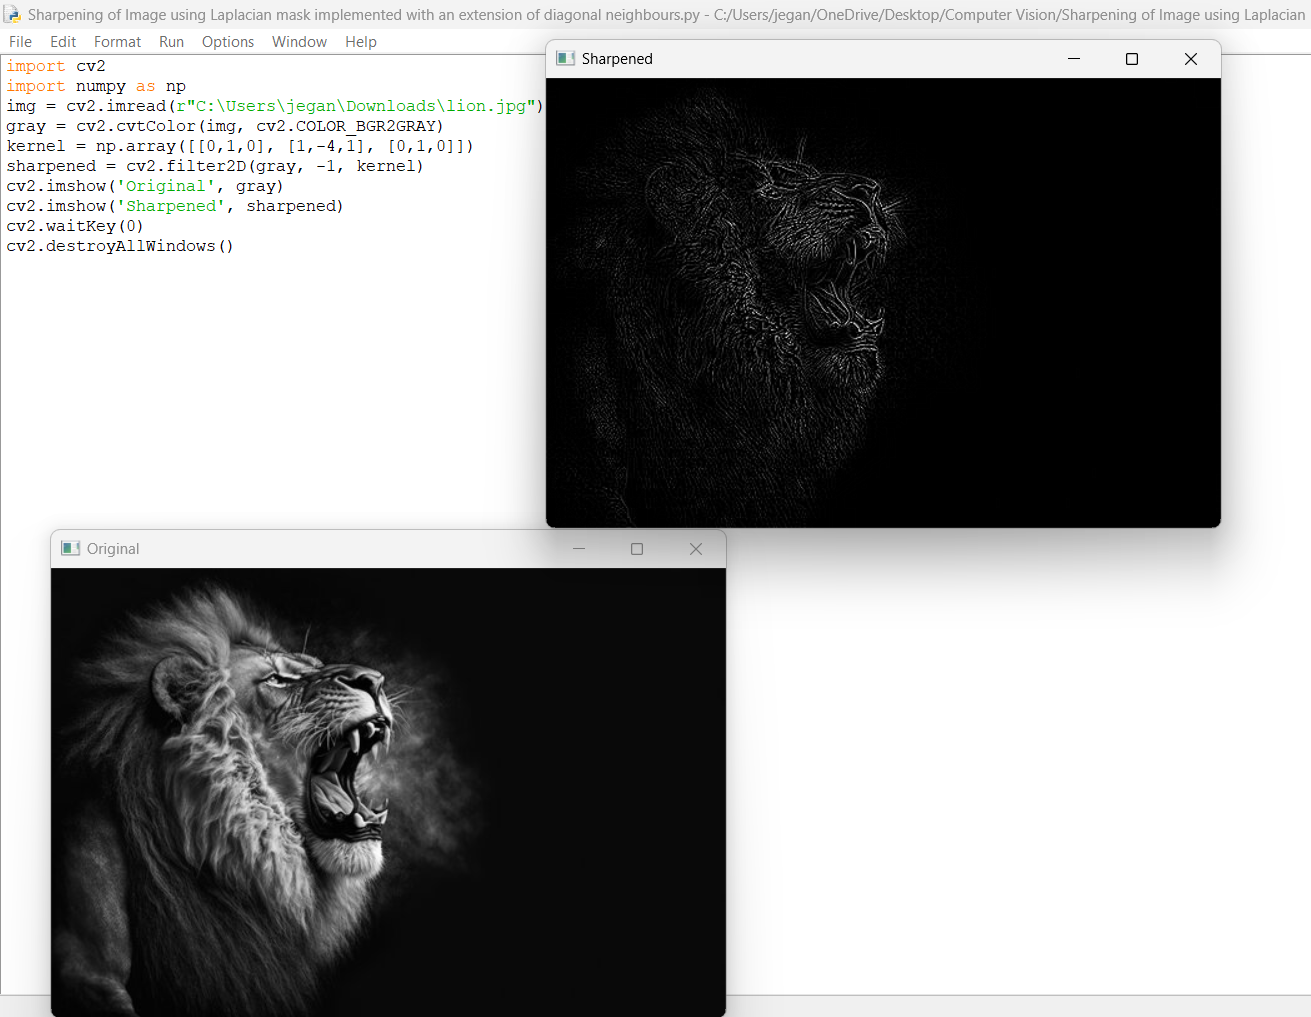 Sharpening of Image using Laplacian mask implemented with an extension of diagonal neighbours.py - C:/Users/jegan/OneDrive/Desktop/Computer Vision/Sharpening of Image using Laplacian
File Edit Format Run Options Window Help
import cv2
import numpy as np
img = cv2.imread(r"C:\Users\jegan\Downloads\lion.jpg")
gray = cv2.cvtColor(img, cv2.COLOR_BGR2GRAY)
kernel = np.array([[0,1,0], [1,-4,1], [0,1,0]])
sharpened = cv2.filter2D(gray, -1, kernel)
cv2.imshow('Original', gray)
cv2.imshow('Sharpened', sharpened)
cv2.waitKey(0)
cv2.destroyAllWindows()
Sharpened
Original